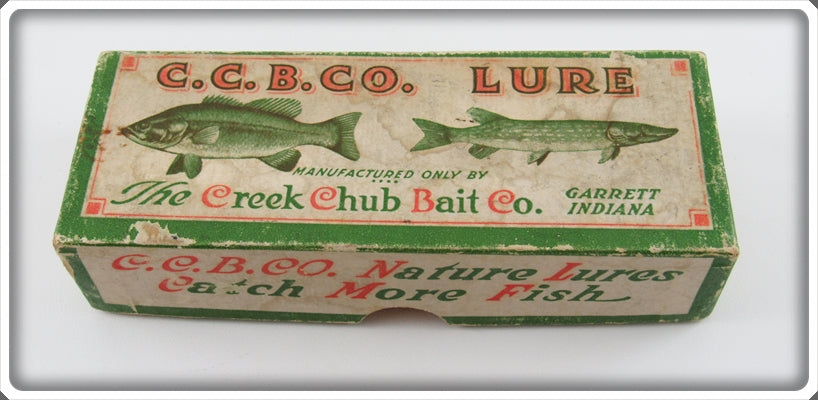 C.C.B.CO. LURE
MANUFACTURED ONLY BY
The Creek Chub Bait Co.
GARRETT
INDIANA
C.C.B.CO. Nature Lures
Catch More Fish